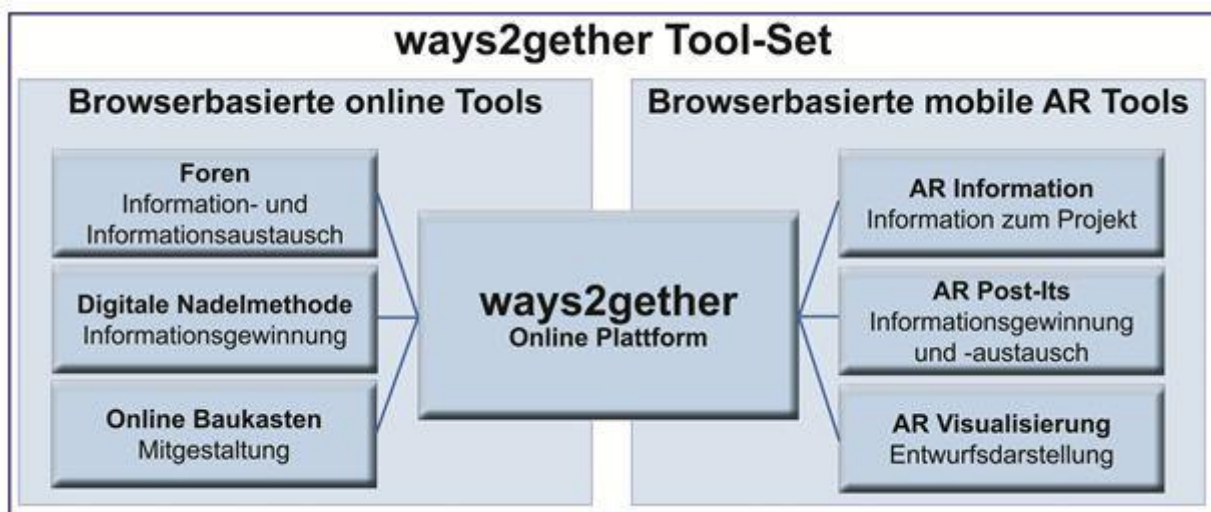 ways2gether Tool-Set
Browserbasierte online Tools
Foren
Information- und
Informationsaustausch
Digitale Nadelmethode
Informationsgewinnung
Online Baukasten
Mitgestaltung
ways2gether
Online Plattform
Browserbasierte mobile AR Tools
AR Information
Information zum Projekt
AR Post-Its
Informationsgewinnung
und -austausch
AR Visualisierung
Entwurfsdarstellung